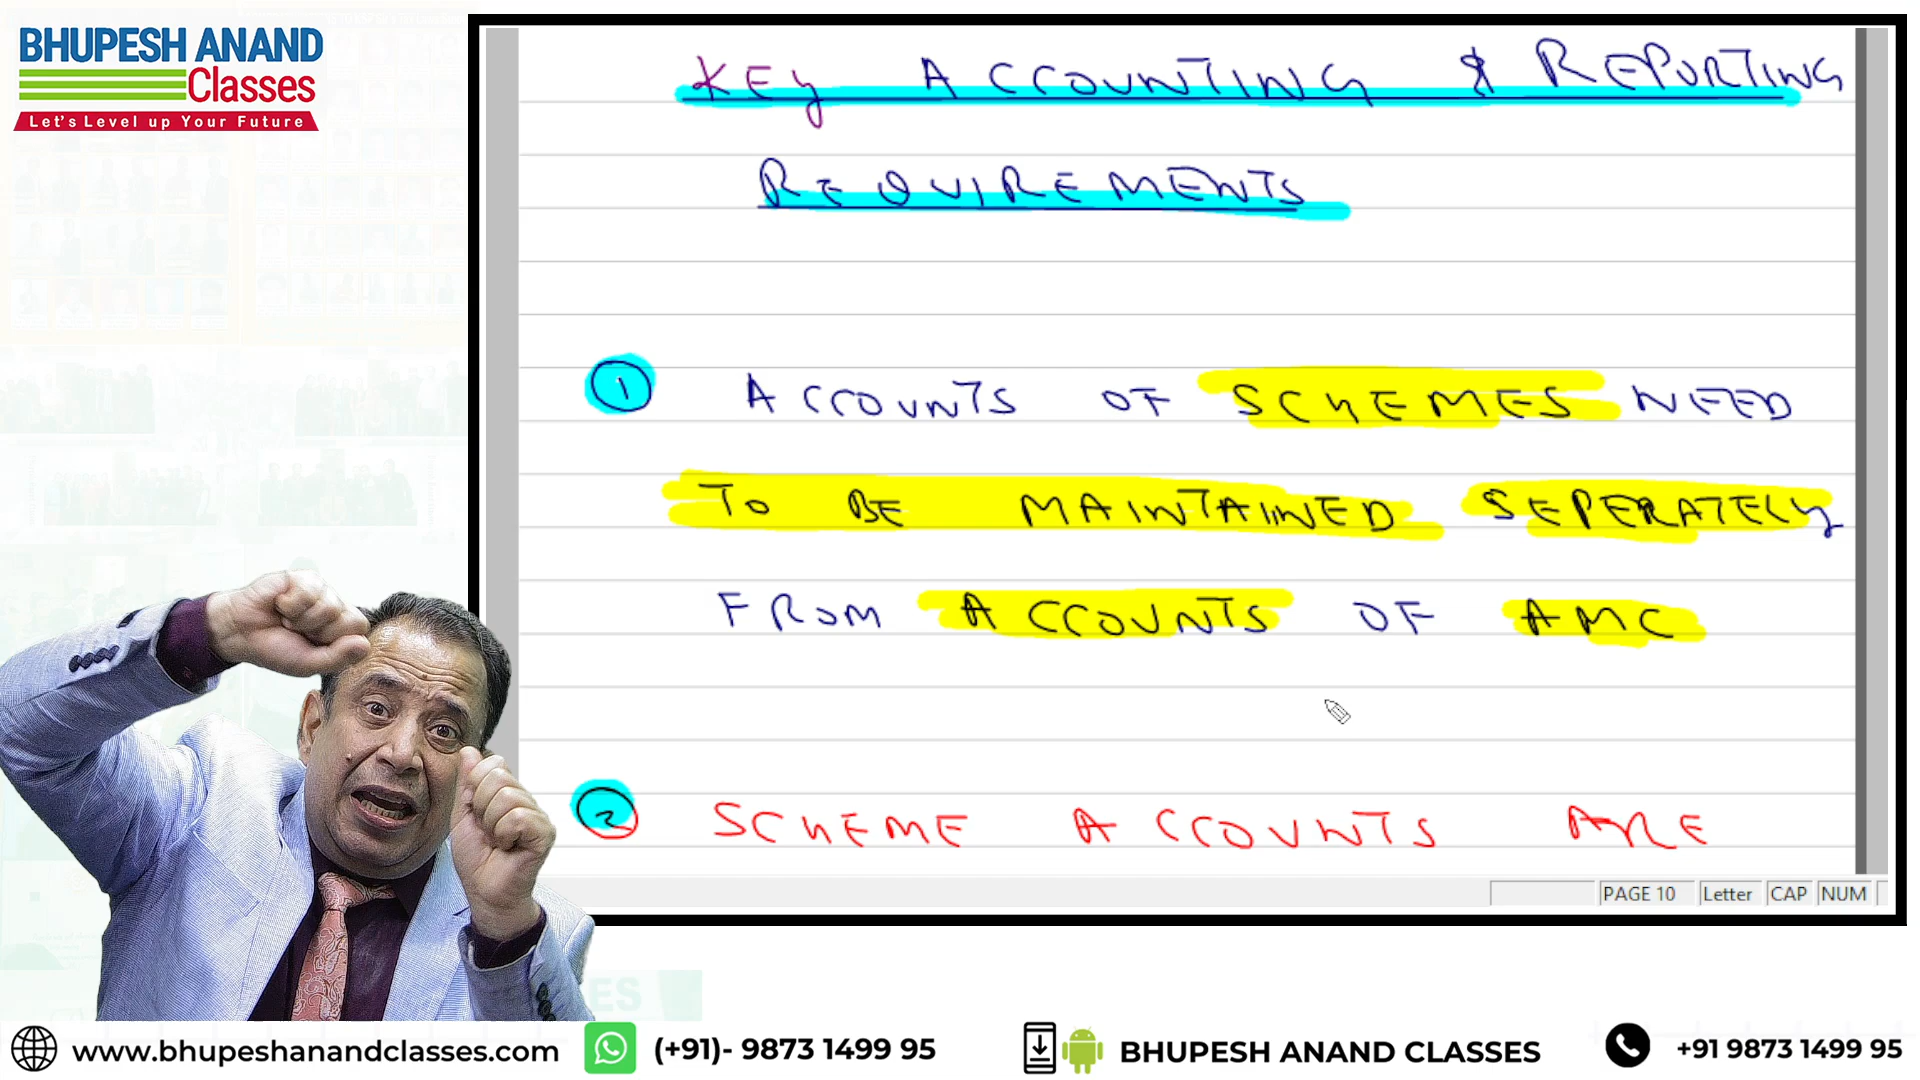 BHUPESH ANAND
Classes
Let's Level up Your Future
KEY ACCOUNTING & REPORTING
REQUIREMENTS
1 ACCOUNTS OF SCHEMES NEED
TO BE MAINTAINED SEPERATELY
FROM ACCOUNTS OF AMC
2 SCHEME ACCOUNTS ARE
PAGE 10 Letter CAP NUM
www.bhupeshanandclasses.com (+91)- 9873 1499 95 BHUPESH ANAND CLASSES +91 9873 1499 95